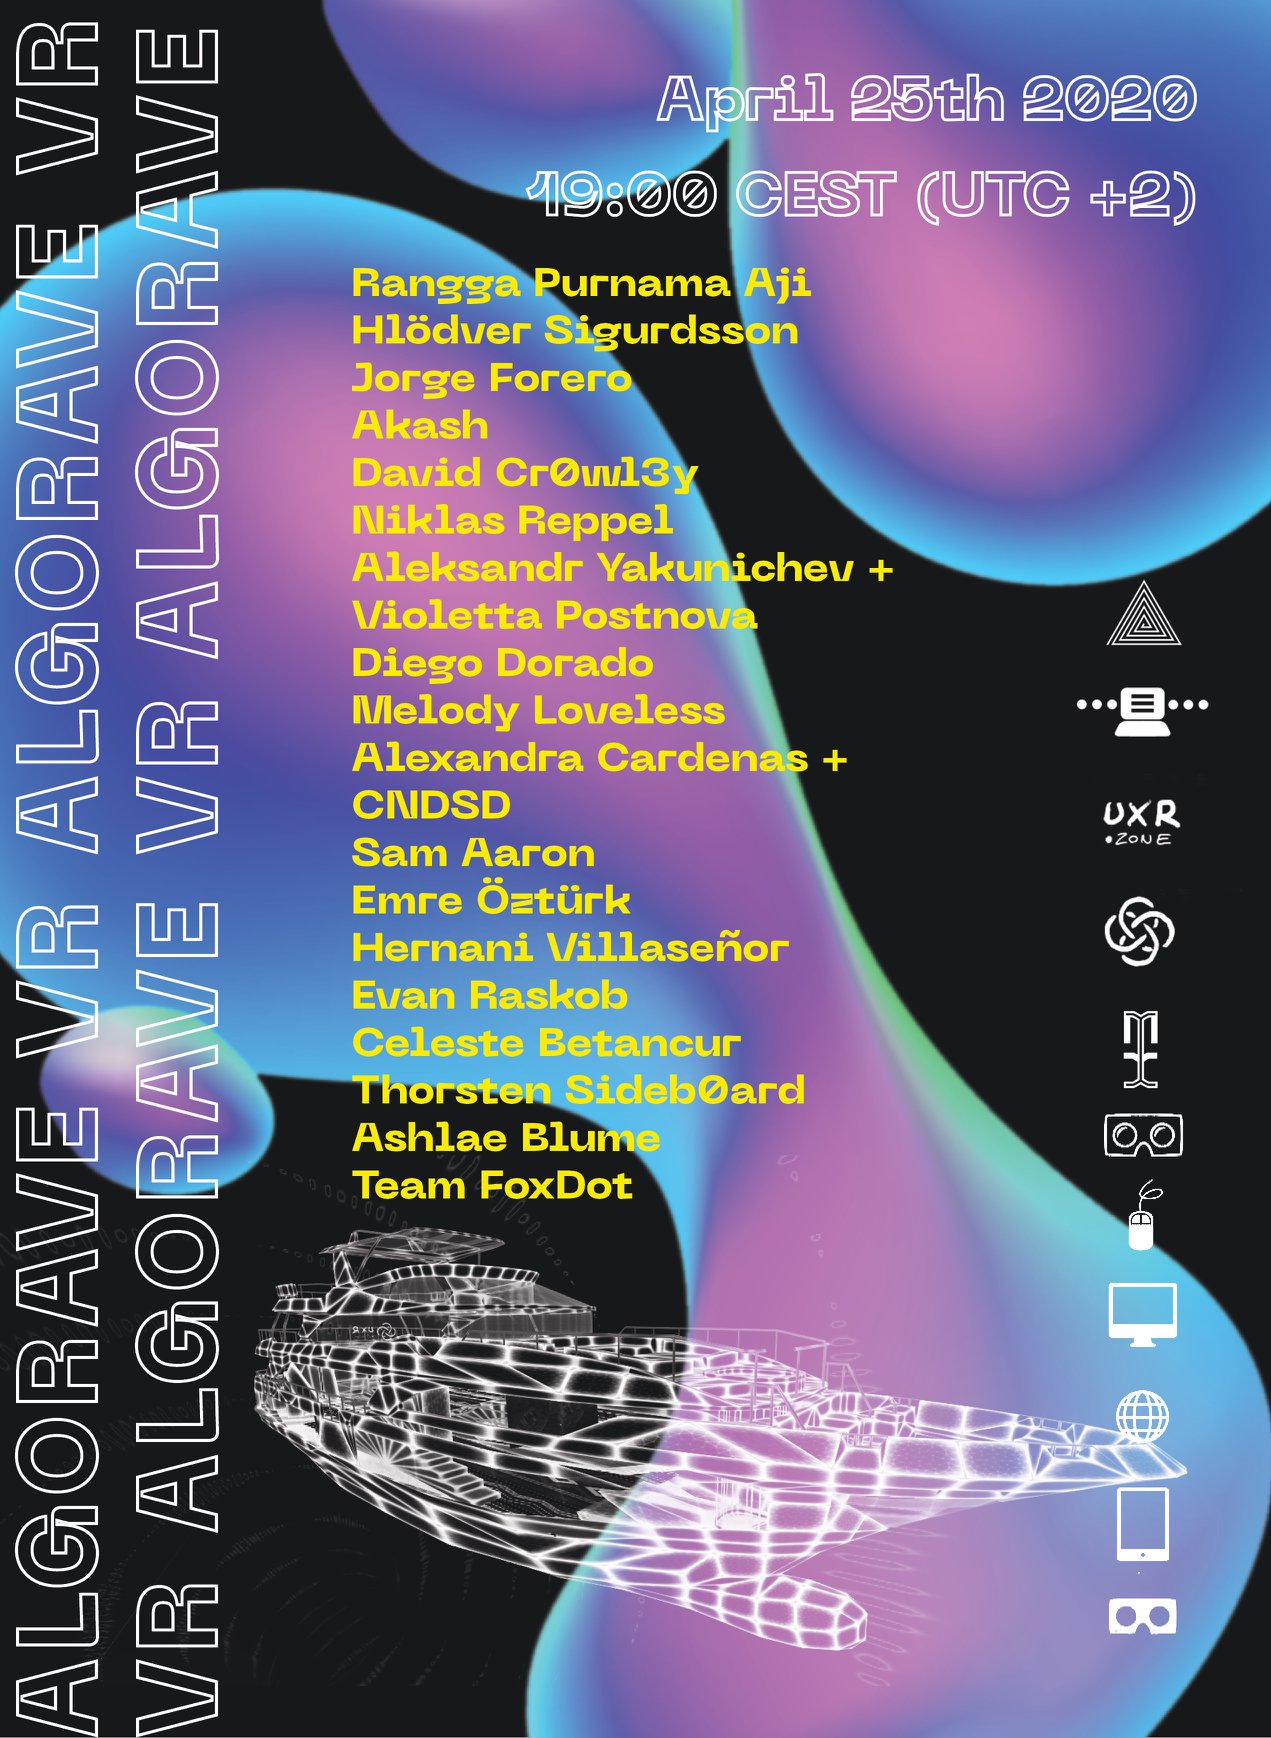 ALGORAVE VR ALGORAVE VR
VR ALGORAVE VR ALGORAVE
April 25th 2020
19:00 CEST (UTC +2)
Rangga Purnama Aji
Hlödver Sigurdsson
Jorge Forero
Akash
David Cr0wl3y
Niklas Reppel
Aleksandr Yakunichev +
Violetta Postnova
Diego Dorado
Melody Loveless
Alexandra Cardenas +
CNDSD
Sam Aaron
Emre Öztürk
Hernani Villaseñor
Evan Raskob
Celeste Betancur
Thorsten Sideb0ard
Ashlae Blume
Team FoxDot
UXR
.ZONE
UXR